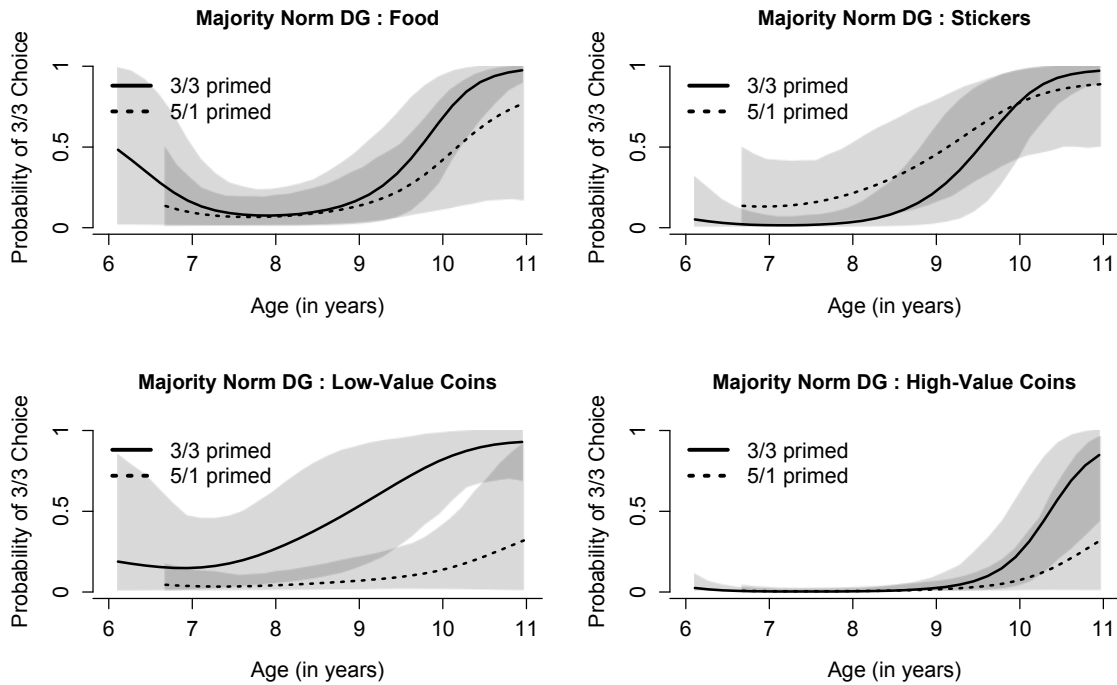 Majority Norm DG : Food
Probability of 3/3 Choice
1
0.5
0
3/3 primed
5/1 primed
6 7 8 9 10 11
Age (in years)
Majority Norm DG : Stickers
Probability of 3/3 Choice
1
0.5
0
3/3 primed
5/1 primed
6 7 8 9 10 11
Age (in years)
Majority Norm DG : Low-Value Coins
Probability of 3/3 Choice
1
0.5
0
3/3 primed
5/1 primed
6 7 8 9 10 11
Age (in years)
Majority Norm DG : High-Value Coins
Probability of 3/3 Choice
1
0.5
0
3/3 primed
5/1 primed
6 7 8 9 10 11
Age (in years)